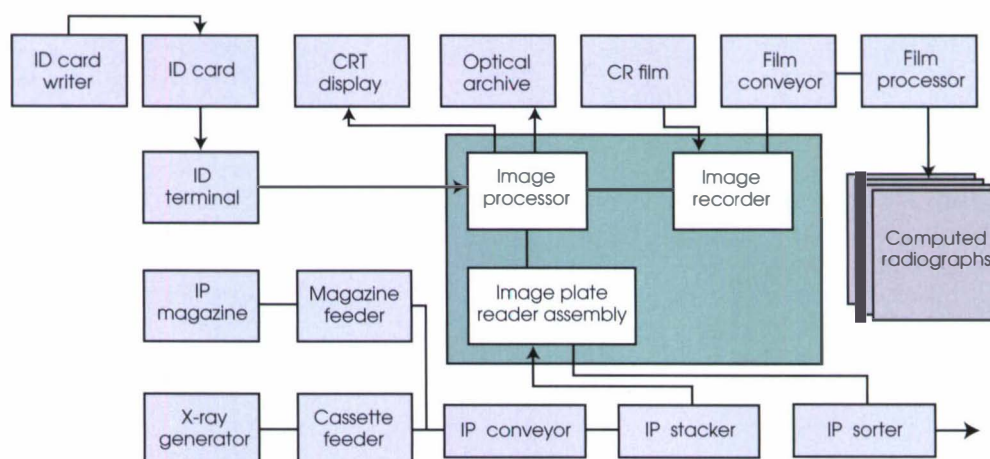 ID card
writer
ID card
CRT
display
Optical
archive
CR film
Film
conveyor
Film
processor
ID
terminal
Image
processor
Image
recorder
Computed
radiographs
IP
magazine
Magazine
feeder
Image plate
reader assembly
X-ray
generator
Cassette
feeder
IP conveyor
IP stacker
IP sorter